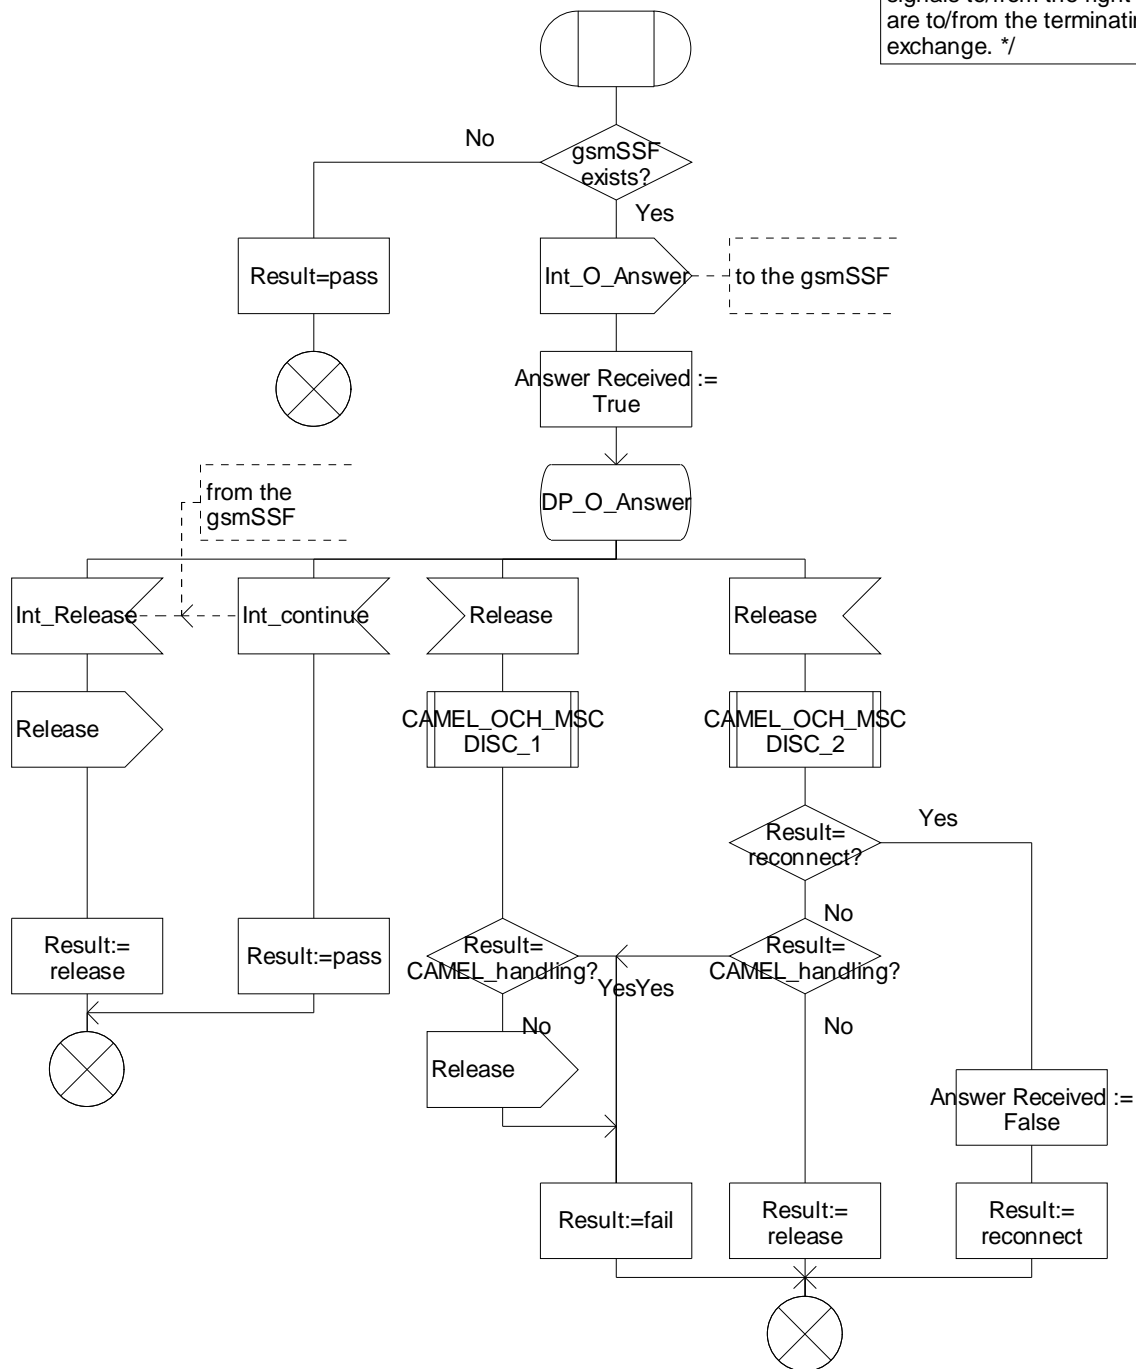 signals to/from the right
are to/from the terminatin
exchange. */
No
gsmSSF
exists?
Yes
Result=pass
Int_O_Answer
to the gsmSSF
Answer Received :=
True
from the
gsmSSF
DP_O_Answer
Int_Release
Int_continue
Release
Release
Release
CAMEL_OCH_MSC
DISC_1
CAMEL_OCH_MSC
DISC_2
Result=
reconnect?
Yes
No
Result:=
release
Result:=pass
Result=
CAMEL_handling?
Result=
CAMEL_handling?
Yes
Yes
No
No
Release
Answer Received :=
False
Result:=fail
Result:=
release
Result:=
reconnect